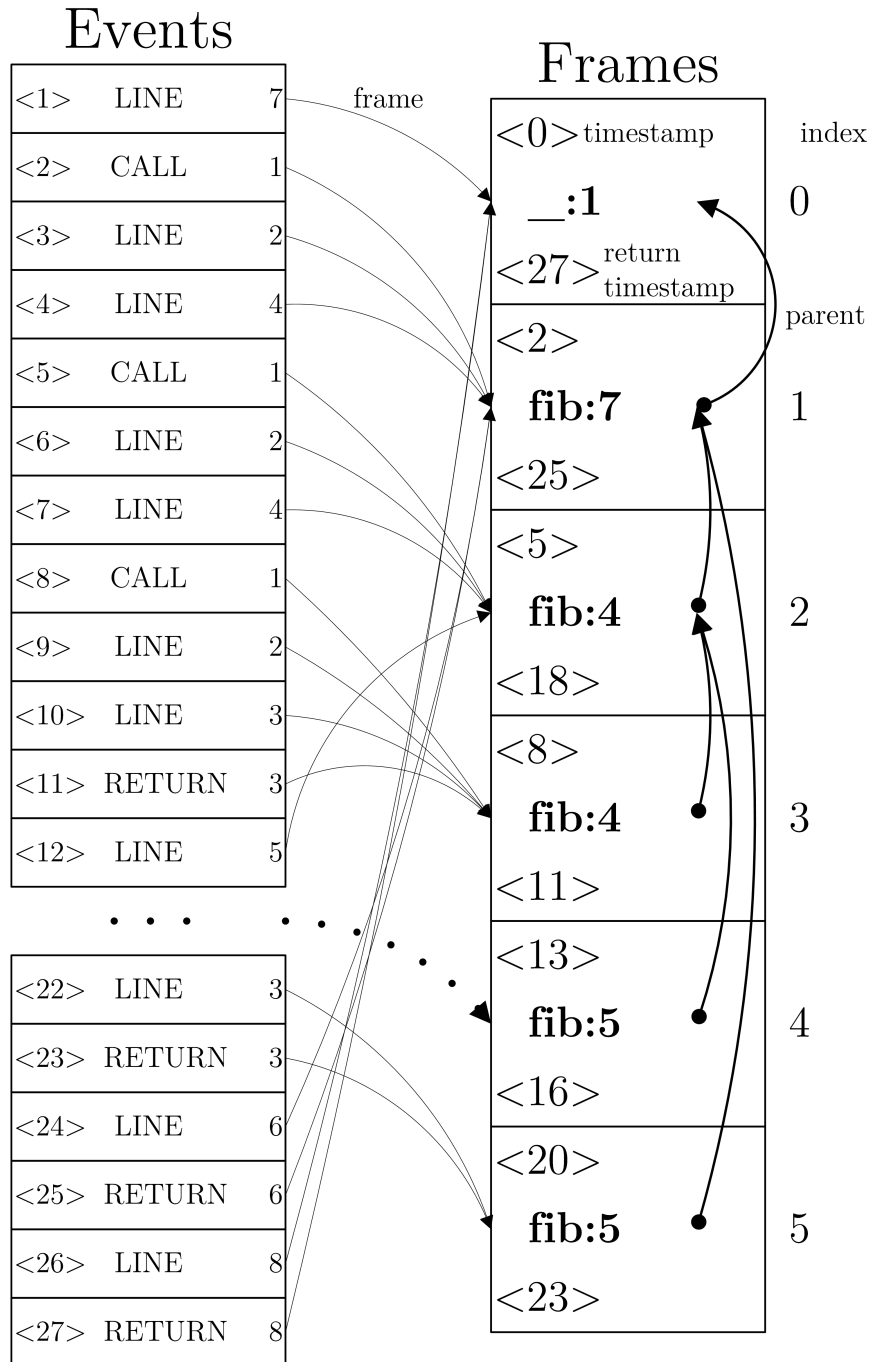 Events
<1> LINE 7
<2> CALL 1
<3> LINE 2
<4> LINE 4
<5> CALL 1
<6> LINE 2
<7> LINE 4
<8> CALL 1
<9> LINE 2
<10> LINE 3
<11> RETURN 3
<12> LINE 5
<22> LINE 3
<23> RETURN 3
<24> LINE 6
<25> RETURN 6
<26> LINE 8
<27> RETURN 8
frame
Frames
<0> timestamp index
_:1 0
<27> return
timestamp
parent
<2>
fib:7 1
<25>
<5>
fib:4 2
<18>
<8>
fib:4 3
<11>
<13>
fib:5 4
<16>
<20>
fib:5 5
<23>